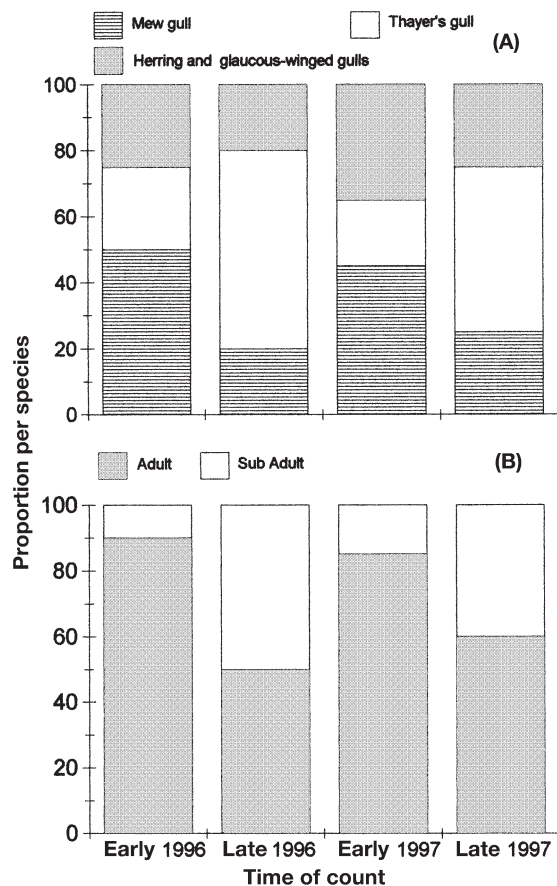 Mew gull
Thayer's gull
(A)
Herring and glaucous-winged gulls
100
80
60
40
20
0
Proportion per species
Adult
Sub Adult
(B)
100
80
60
40
20
0
Early 1996
Late 1996
Early 1997
Late 1997
Time of count